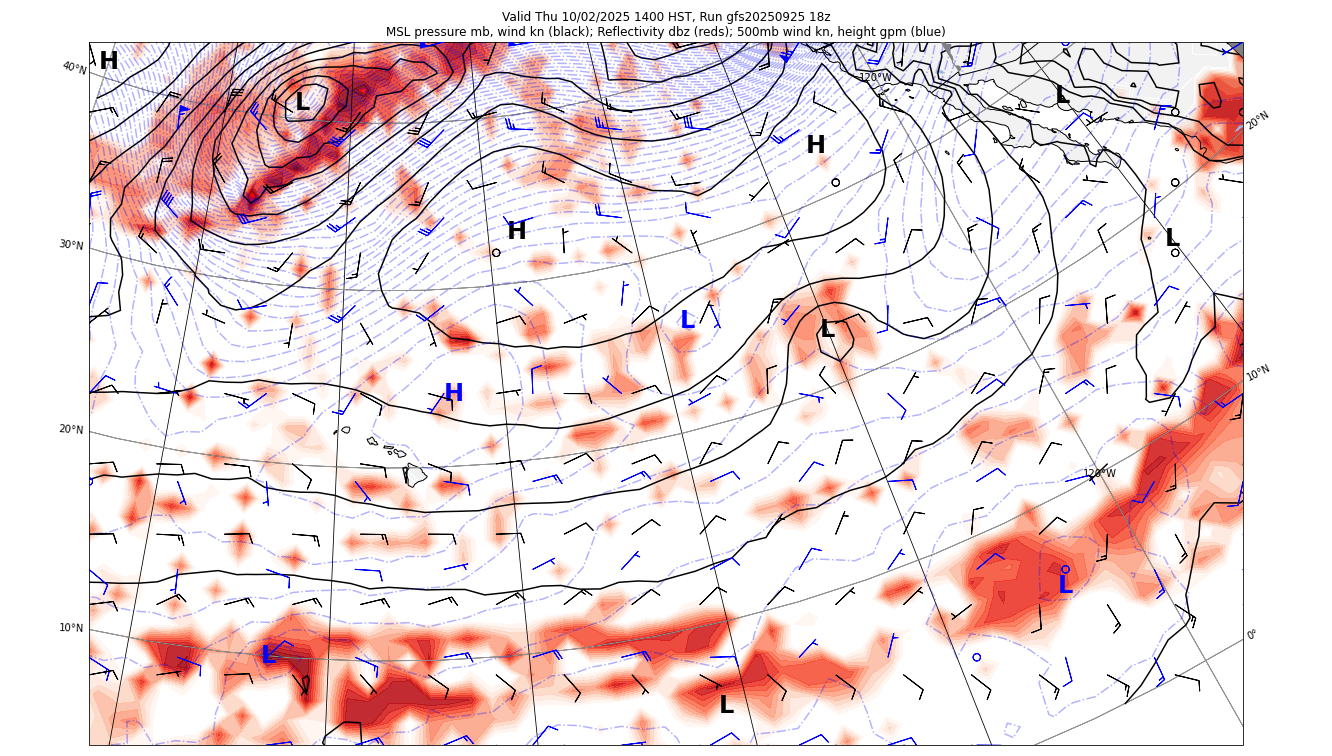 Valid Thu 10/02/2025 1400 HST, Run gfs20250925 18z
MSL pressure mb, wind kn (black); Reflectivity dbz (reds); 500mb wind kn, height gpm (blue)
H
40°N
120°W
L
L
20°N
H
H
30°N
L
L
L
10°N
H
20°N
120°W
L
10°N
0°
L
L